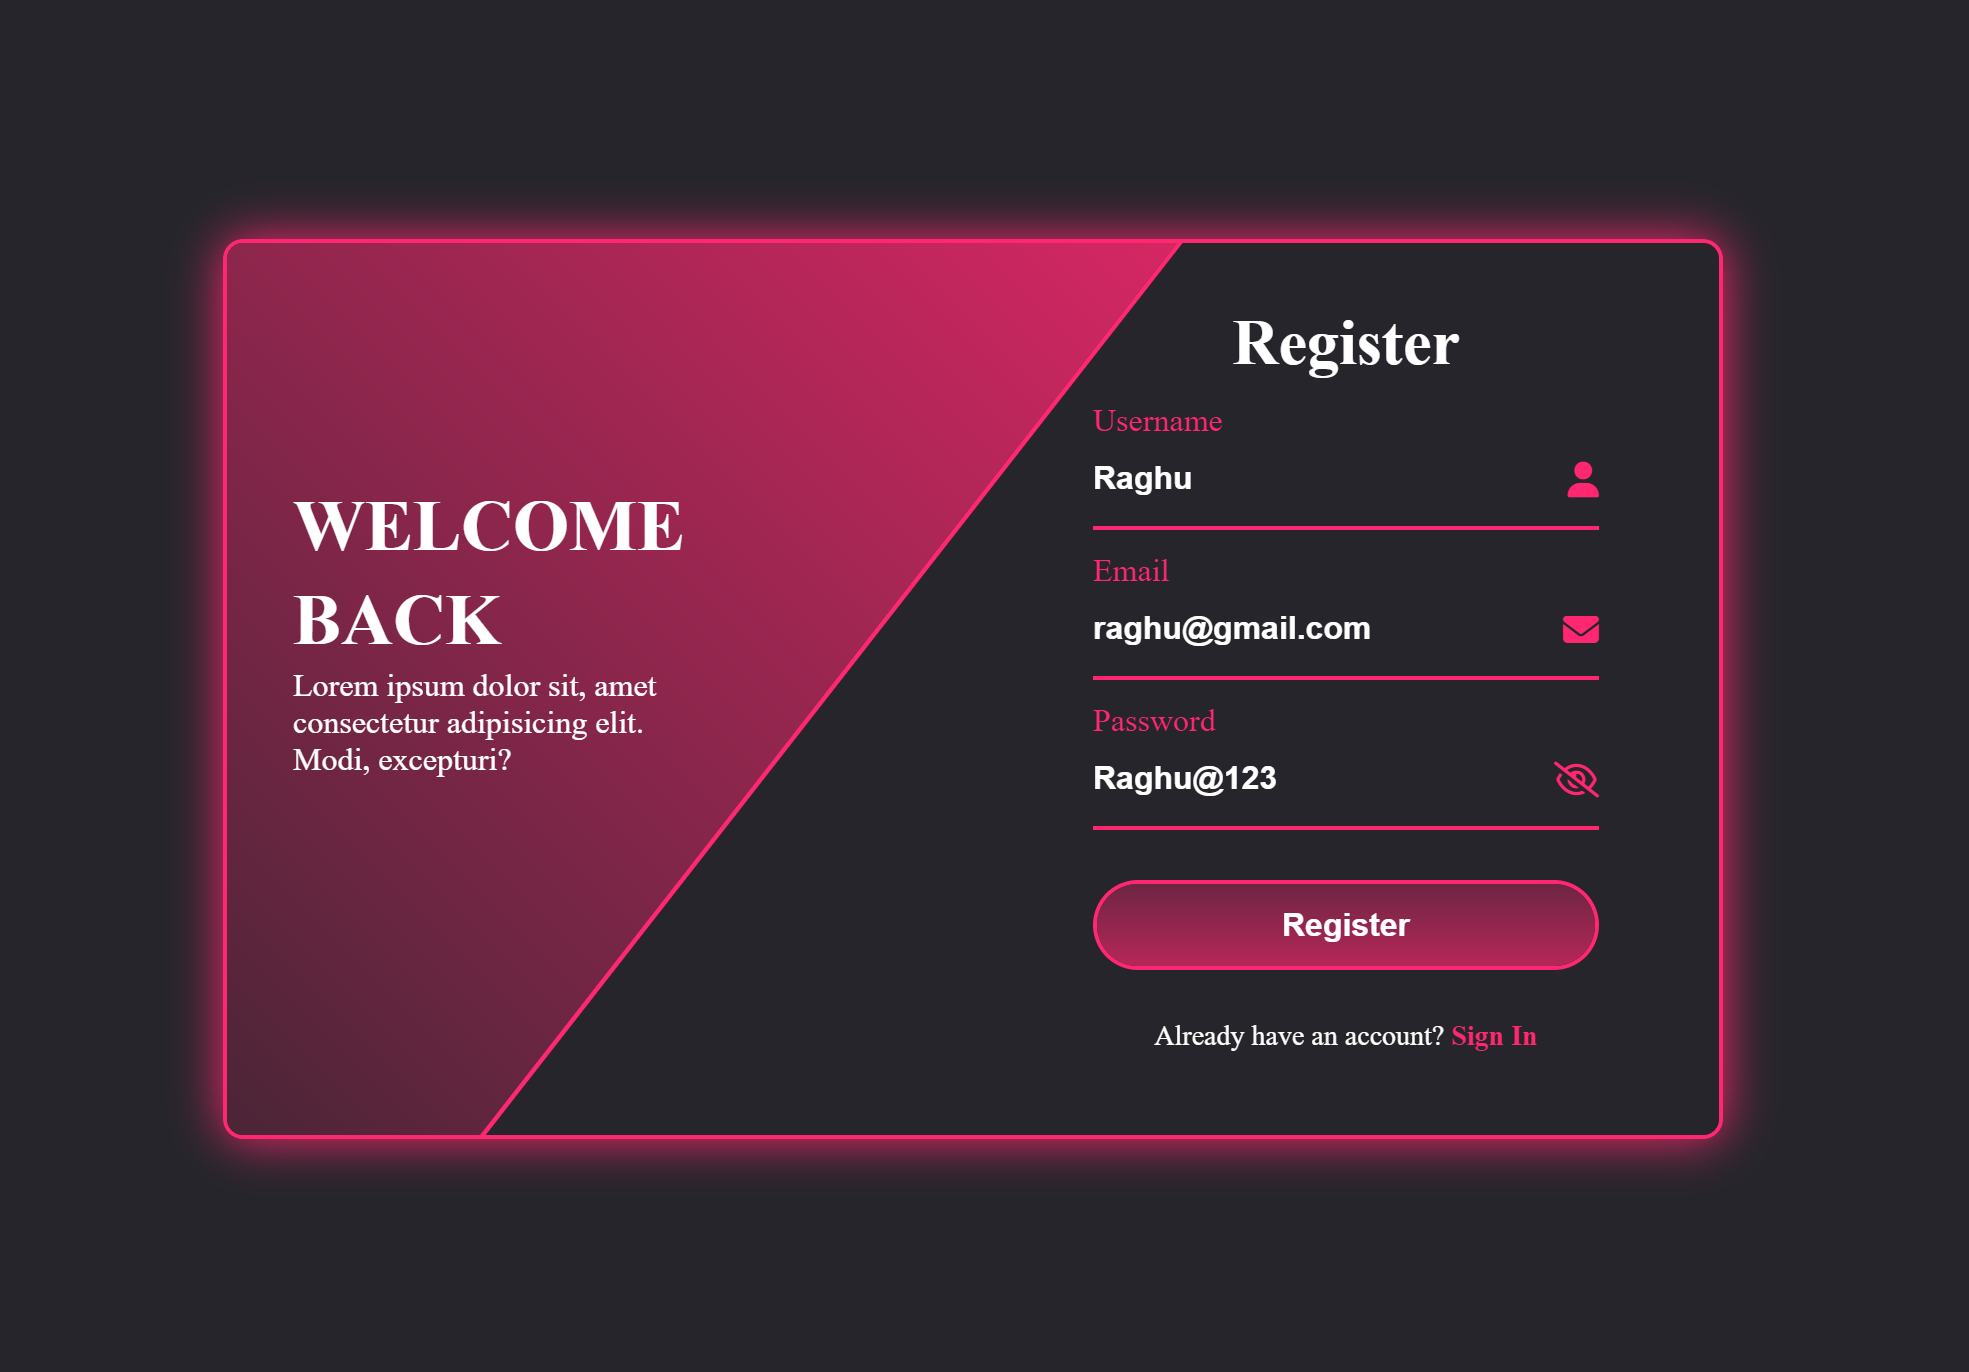 WELCOME
BACK
Lorem ipsum dolor sit, amet
consectetur adipisicing elit.
Modi, excepturi?
Register
Username
Raghu
Email
raghu@gmail.com
Password
Raghu@123
Register
Already have an account? Sign In